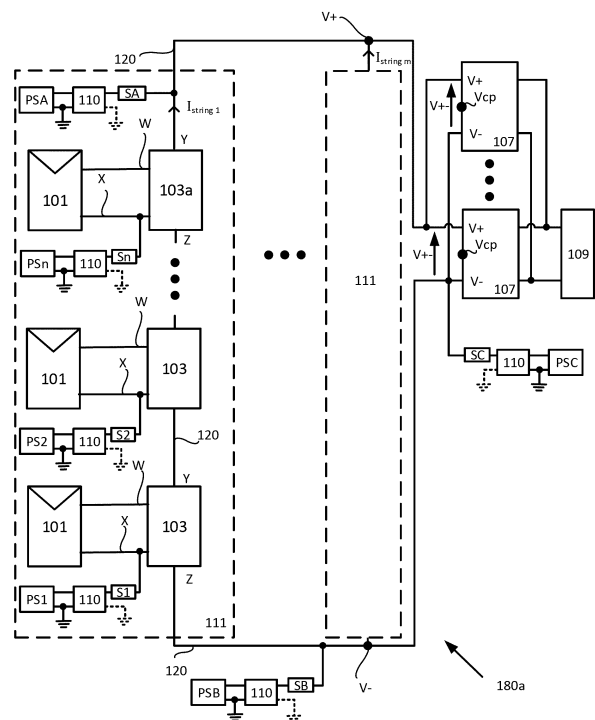 V+
120
I string m
PSA 110 SA
I string 1
V+
Vcp
V+-
V-
107
W
Y
101
X
103a
Z
PSn 110 Sn
111
V+
Vcp
V+-
V-
107
109
W
101
X
103
SC
110 PSC
PS2 110 S2
120
W
Y
101
X
103
Z
PS1 110 S1
111
120
V-
PSB 110 SB
180a